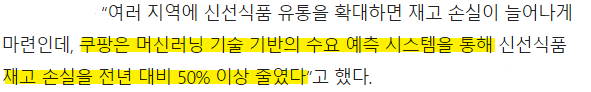 “여러 지역에 신선식품 유통을 확대하면 재고 손실이 늘어나게
마련인데, 쿠팡은 머신러닝 기술 기반의 수요 예측 시스템을 통해 신선식품
재고 손실을 전년 대비 50% 이상 줄였다”고 했다.